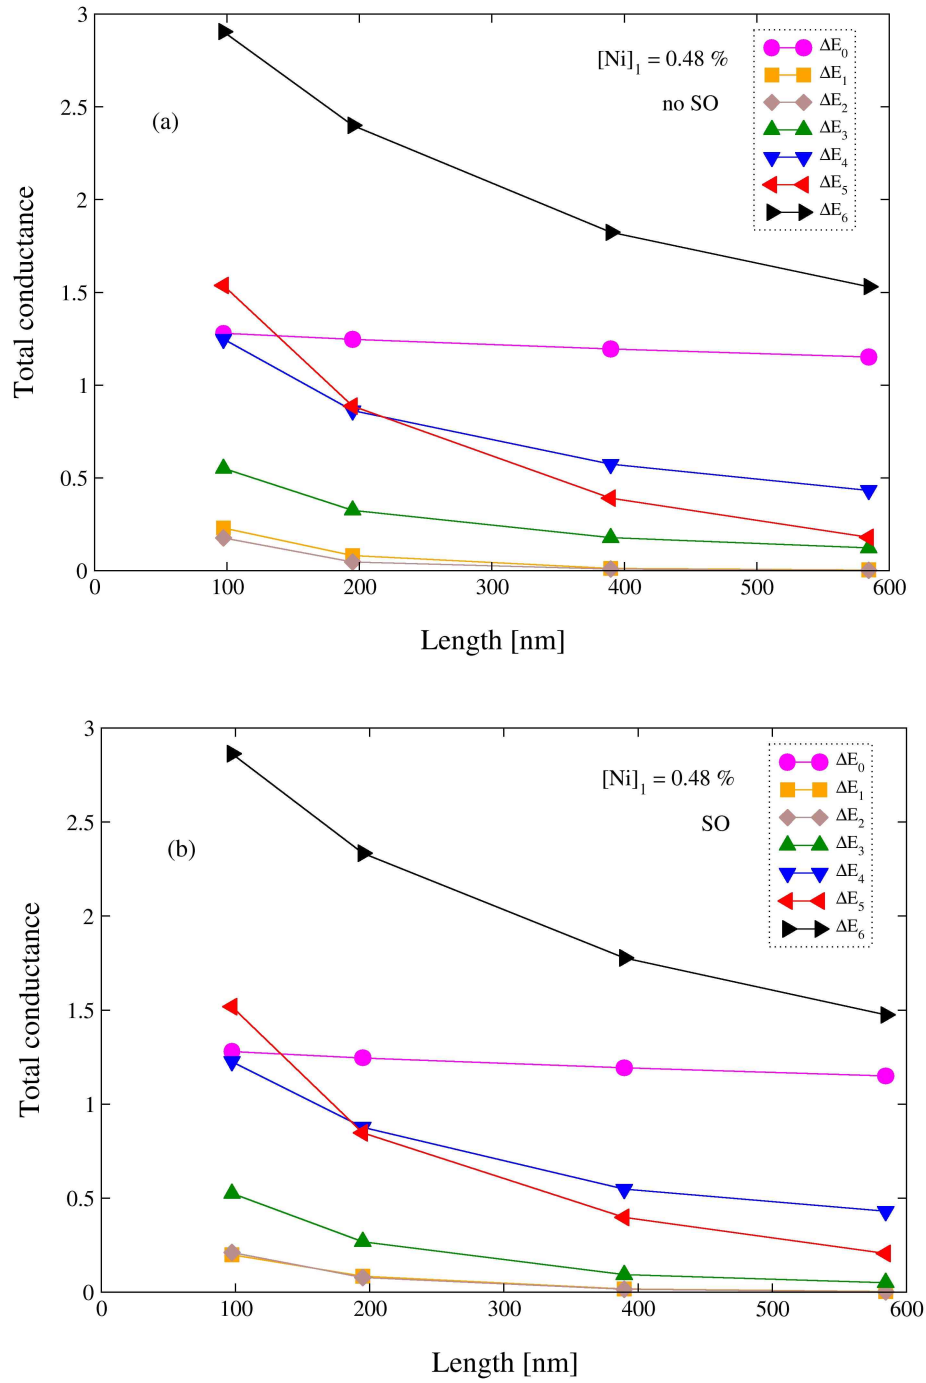 3
2.5
2
1.5
1
0.5
0
Total conductance
(a)
[Ni]₁ = 0.48 %
no SO
ΔE₀
ΔE₁
ΔE₂
ΔE₃
ΔE₄
ΔE₅
ΔE₆
0 100 200 300 400 500 600
Length [nm]
3
2.5
2
1.5
1
0.5
0
Total conductance
(b)
[Ni]₁ = 0.48 %
SO
ΔE₀
ΔE₁
ΔE₂
ΔE₃
ΔE₄
ΔE₅
ΔE₆
0 100 200 300 400 500 600
Length [nm]